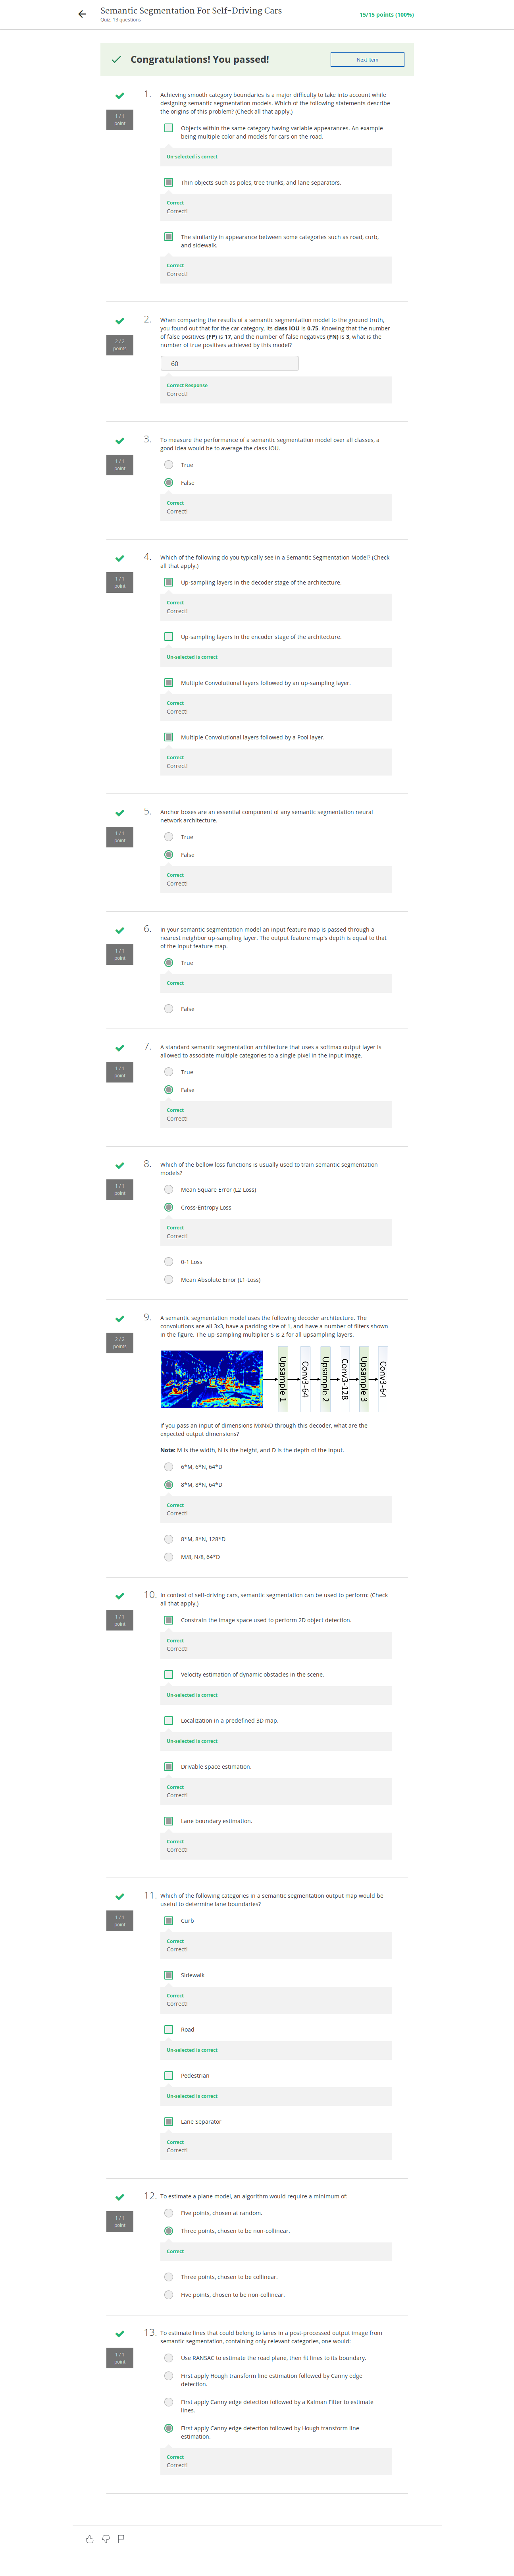 Semantic Segmentation For Self-Driving Cars
Quiz, 13 questions
15/15 points (100%)
Congratulations! You passed!
Next Item
1.
1 / 1
point
Achieving smooth category boundaries is a major difficulty to take into account while
designing semantic segmentation models. Which of the following statements describe
the origins of this problem? (Check all that apply.)
Objects within the same category having variable appearances. An example
being multiple color and models for cars on the road.
Un-selected is correct
Thin objects such as poles, tree trunks, and lane separators.
Correct
Correct!
The similarity in appearance between some categories such as road, curb,
and sidewalk.
Correct
Correct!
2.
2 / 2
points
When comparing the results of a semantic segmentation model to the ground truth,
you found out that for the car category, its class IOU is 0.75. Knowing that the number
of false positives (FP) is 17, and the number of false negatives (FN) is 3, what is the
number of true positives achieved by this model?
60
Correct Response
Correct!
3.
1 / 1
point
To measure the performance of a semantic segmentation model over all classes, a
good idea would be to average the class IOU.
True
False
Correct
Correct!
4.
1 / 1
point
Which of the following do you typically see in a Semantic Segmentation Model? (Check
all that apply.)
Up-sampling layers in the decoder stage of the architecture.
Correct
Correct!
Up-sampling layers in the encoder stage of the architecture.
Un-selected is correct
Multiple Convolutional layers followed by an up-sampling layer.
Correct
Correct!
Multiple Convolutional layers followed by a Pool layer.
Correct
Correct!
5.
1 / 1
point
Anchor boxes are an essential component of any semantic segmentation neural
network architecture.
True
False
Correct
Correct!
6.
1 / 1
point
In your semantic segmentation model an input feature map is passed through a
nearest neighbor up-sampling layer. The output feature map's depth is equal to that
of the input feature map.
True
Correct
False
7.
1 / 1
point
A standard semantic segmentation architecture that uses a softmax output layer is
allowed to associate multiple categories to a single pixel in the input image.
True
False
Correct
Correct!
8.
1 / 1
point
Which of the bellow loss functions is usually used to train semantic segmentation
models?
Mean Square Error (L2-Loss)
Cross-Entropy Loss
Correct
Correct!
0-1 Loss
Mean Absolute Error (L1-Loss)
9.
2 / 2
points
A semantic segmentation model uses the following decoder architecture. The
convolutions are all 3x3, have a padding size of 1, and have a number of filters shown
in the figure. The up-sampling multiplier S is 2 for all upsampling layers.
Upsample 1
Conv3-64
Upsample 2
Conv3-128
Upsample 3
Conv3-64
If you pass an input of dimensions MxNxD through this decoder, what are the
expected output dimensions?
Note: M is the width, N is the height, and D is the depth of the input.
6*M, 6*N, 64*D
8*M, 8*N, 64*D
Correct
Correct!
8*M, 8*N, 128*D
M/8, N/8, 64*D
10.
1 / 1
point
In context of self-driving cars, semantic segmentation can be used to perform: (Check
all that apply.)
Constrain the image space used to perform 2D object detection.
Correct
Correct!
Velocity estimation of dynamic obstacles in the scene.
Un-selected is correct
Localization in a predefined 3D map.
Un-selected is correct
Drivable space estimation.
Correct
Correct!
Lane boundary estimation.
Correct
Correct!
11.
1 / 1
point
Which of the following categories in a semantic segmentation output map would be
useful to determine lane boundaries?
Curb
Correct
Correct!
Sidewalk
Correct
Correct!
Road
Un-selected is correct
Pedestrian
Un-selected is correct
Lane Separator
Correct
Correct!
12.
1 / 1
point
To estimate a plane model, an algorithm would require a minimum of:
Five points, chosen at random.
Three points, chosen to be non-collinear.
Correct
Three points, chosen to be collinear.
Five points, chosen to be non-collinear.
13.
1 / 1
point
To estimate lines that could belong to lanes in a post-processed output image from
semantic segmentation, containing only relevant categories, one would:
Use RANSAC to estimate the road plane, then fit lines to its boundary.
First apply Hough transform line estimation followed by Canny edge
detection.
First apply Canny edge detection followed by a Kalman Filter to estimate
lines.
First apply Canny edge detection followed by Hough transform line
estimation.
Correct
Correct!